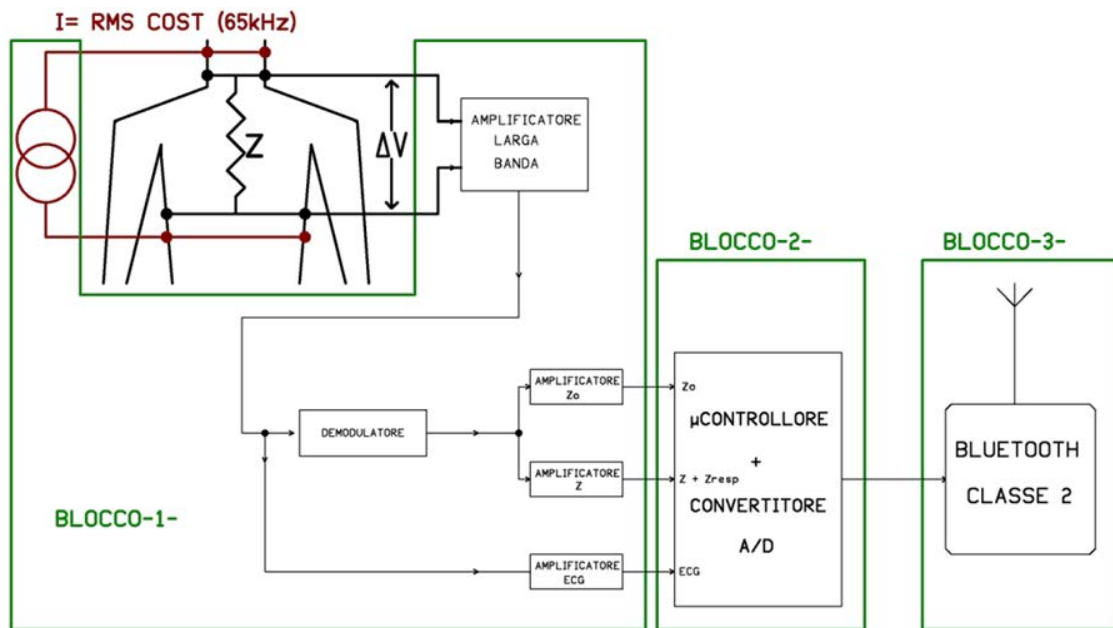 I= RMS COST (65kHz)
Z
ΔV
AMPLIFICATORE
LARGA
BANDA
BLOCCO-2-
BLOCCO-3-
DEMODULATORE
AMPLIFICATORE
Zo
AMPLIFICATORE
Z
AMPLIFICATORE
ECG
BLOCCO-1-
Zo
µCONTROLLORE
+
Z + Zresp
CONVERTITORE
A/D
ECG
BLUETOOTH
CLASSE 2